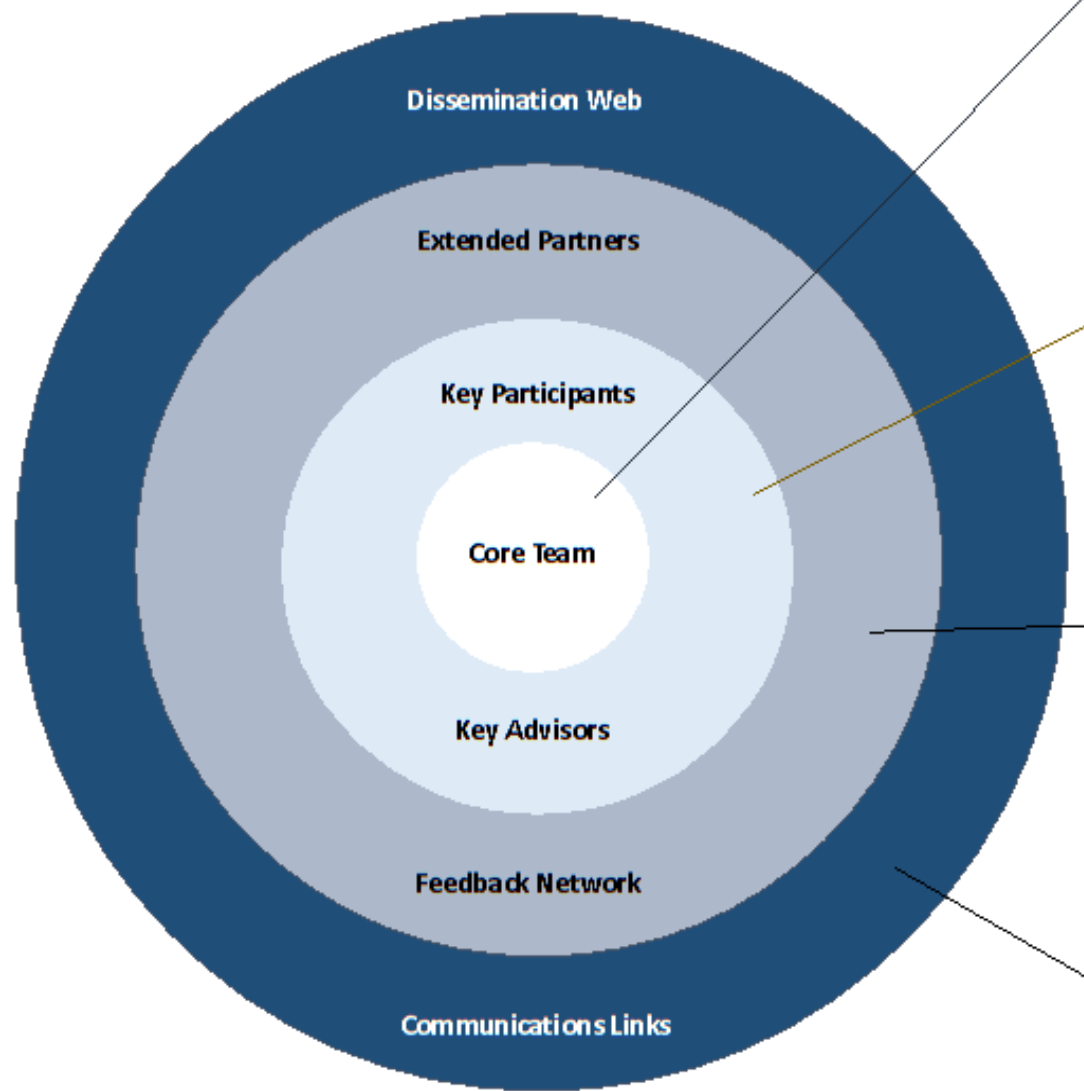 Dissemination Web
Extended Partners
Key Participants
Core Team
Key Advisors
Feedback Network
Communications Links